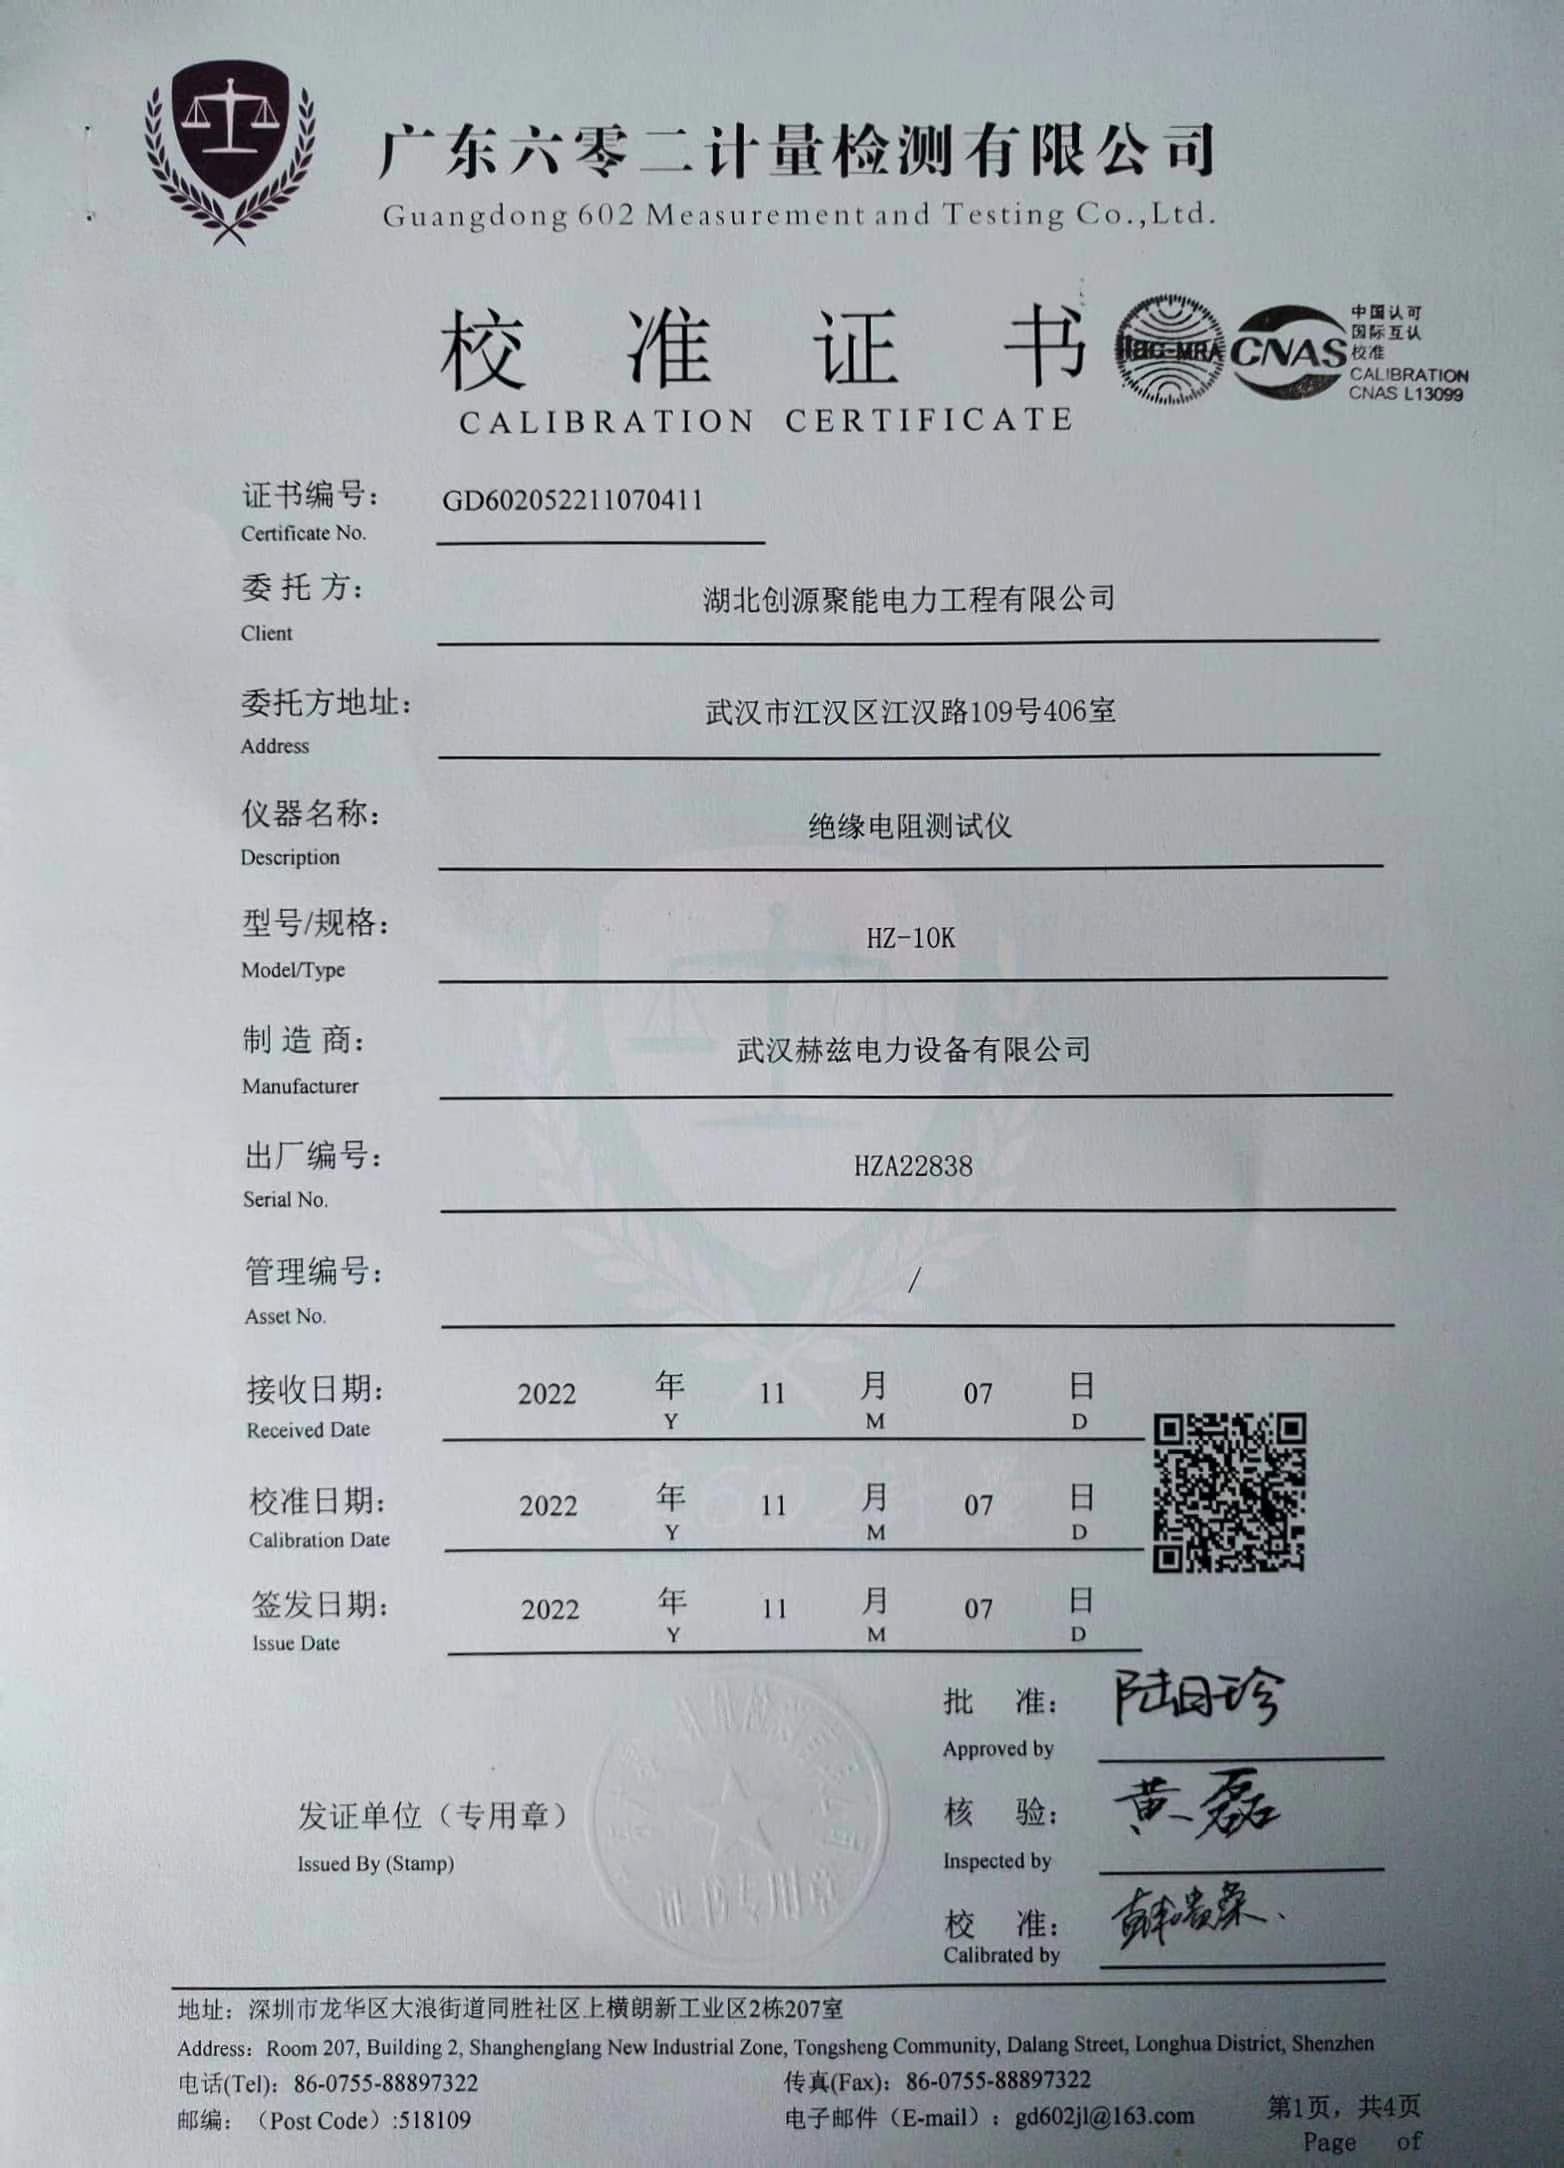 广东六零二计量检测有限公司
Guangdong 602 Measurement and Testing Co.,Ltd.
校 准 证 书
CALIBRATION CERTIFICATE
ilac-MRA
CNAS
中国认可
国际互认
校准
CALIBRATION
CNAS L13099
证书编号: GD602052211070411
Certificate No.
委 托 方: 湖北创源聚能电力工程有限公司
Client
委托方地址: 武汉市江汉区江汉路109号406室
Address
仪器名称: 绝缘电阻测试仪
Description
型号/规格: HZ-10K
Model/Type
制 造 商: 武汉赫兹电力设备有限公司
Manufacturer
出厂编号: HZA22838
Serial No.
管理编号: /
Asset No.
接收日期: 2022 年 11 月 07 日
Received Date Y M D
校准日期: 2022 年 11 月 07 日
Calibration Date Y M D
签发日期: 2022 年 11 月 07 日
Issue Date Y M D
批 准: 陆日珍
Approved by
发证单位（专用章）
Issued By (Stamp)
证书专用章
核 验: 黄磊
Inspected by
校 准:
Calibrated by
地址：深圳市龙华区大浪街道同胜社区上横朗新工业区2栋207室
Address: Room 207, Building 2, Shanghenglang New Industrial Zone, Tongsheng Community, Dalang Street, Longhua District, Shenzhen
电话(Tel): 86-0755-88897322 传真(Fax): 86-0755-88897322
邮编: （Post Code）:518109 电子邮件（E-mail）: gd602jl@163.com
第1页，共4页
Page of